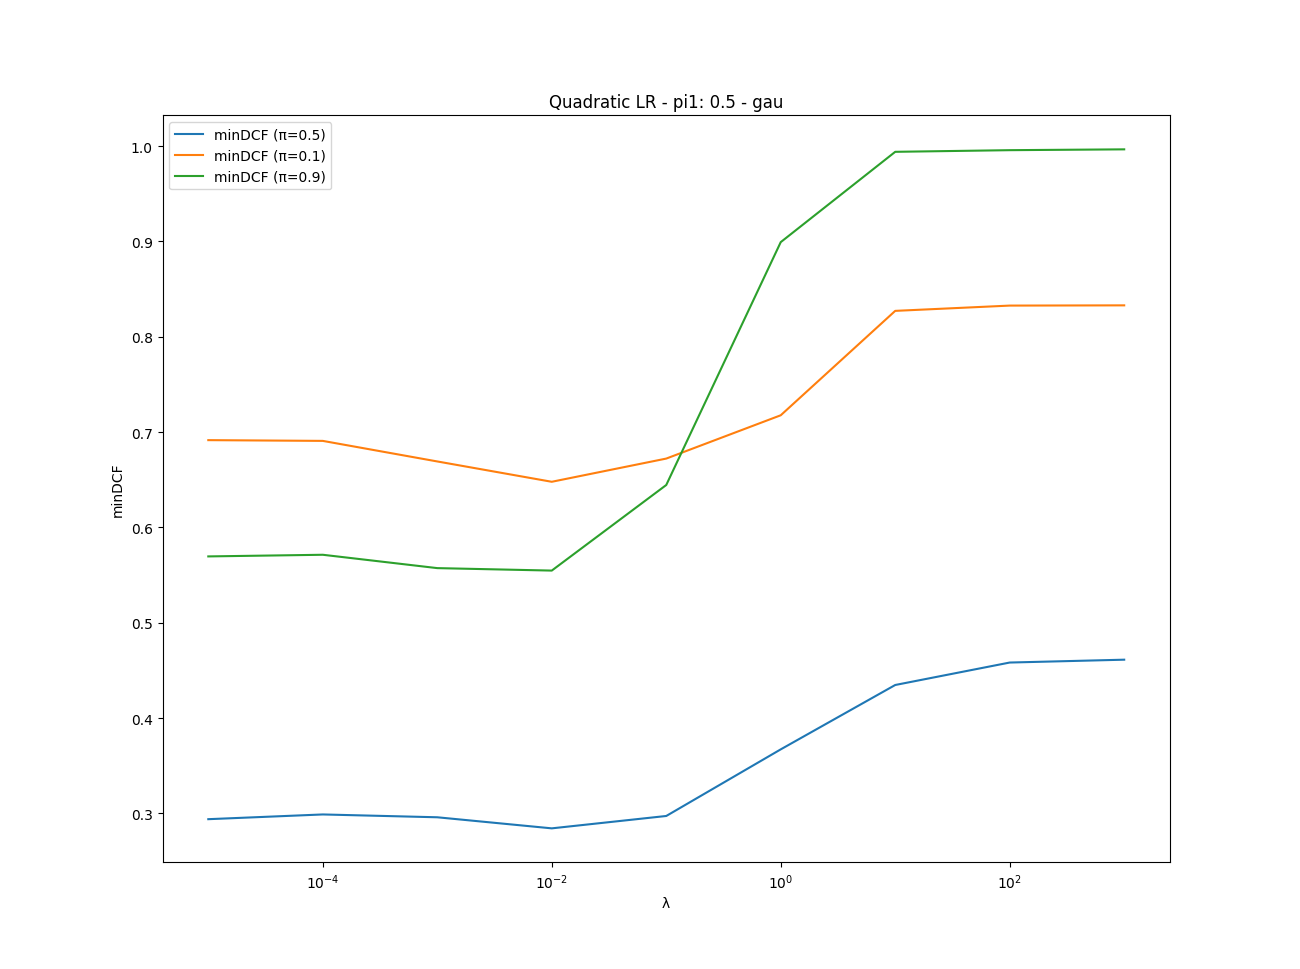 Quadratic LR - pi1: 0.5 - gau
minDCF (π=0.5)
minDCF (π=0.1)
minDCF (π=0.9)
1.0
0.9
0.8
0.7
0.6
0.5
0.4
0.3
minDCF
10⁻⁴
10⁻²
10⁰
10²
λ